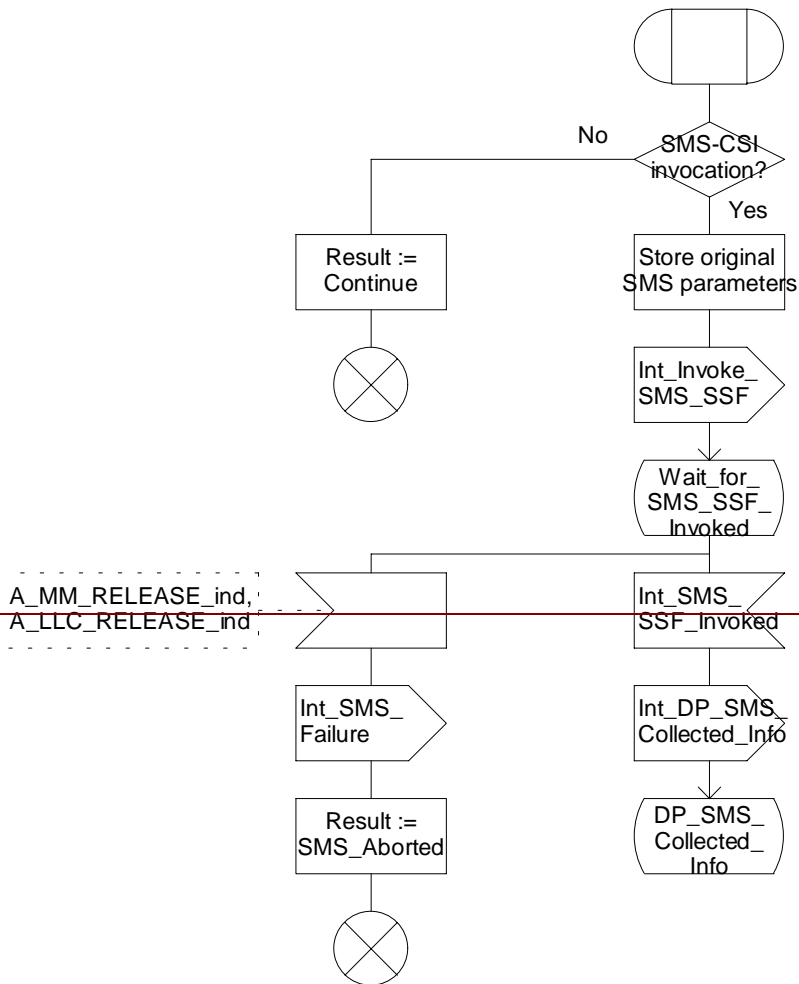 No
SMS-CSI
invocation?
Yes
Result :=
Continue
Store original
SMS parameters
Int_Invoke_
SMS_SSF
Wait_for_
SMS_SSF_
Invoked
A_MM_RELEASE_ind,
A_LLC_RELEASE_ind
Int_SMS_
SSF_Invoked
Int_SMS_
Failure
Int_DP_SMS_
Collected_Info
Result :=
SMS_Aborted
DP_SMS_
Collected_
Info